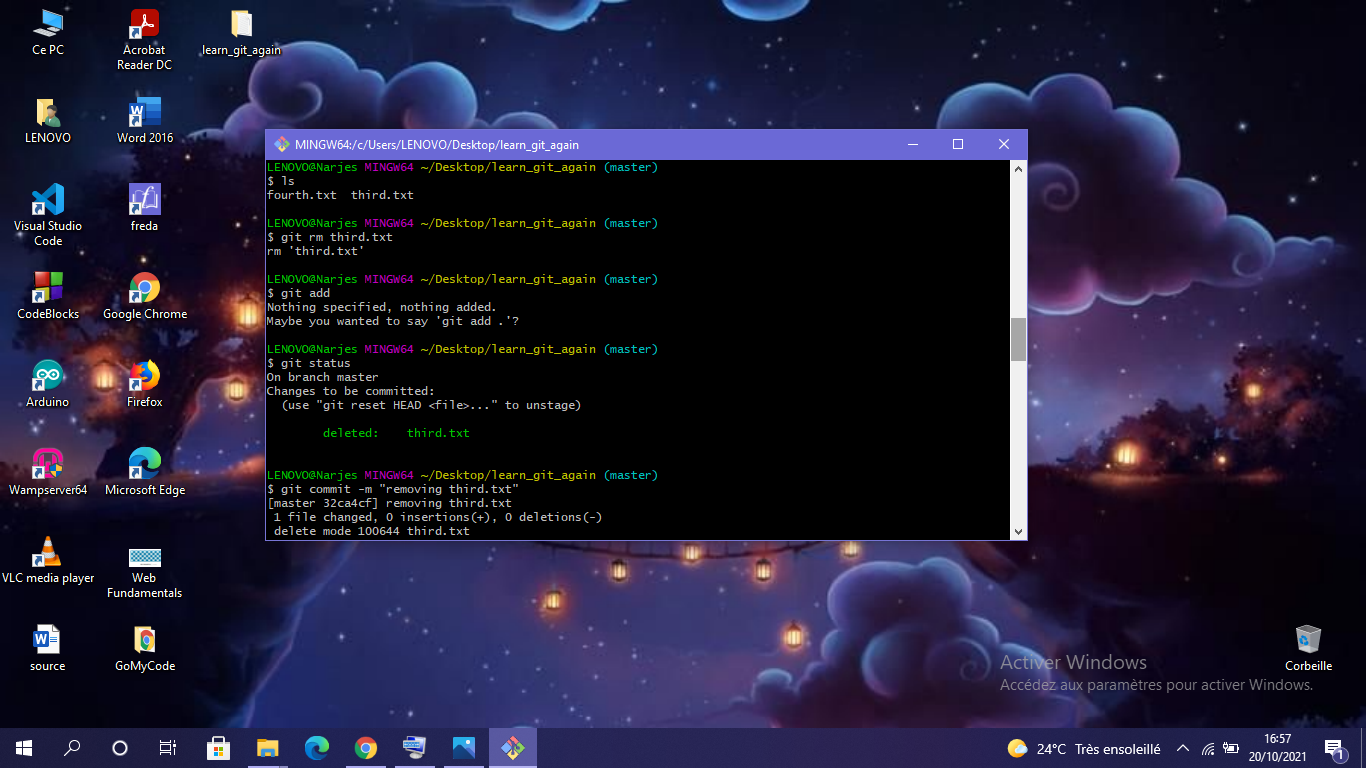 Ce PC
Acrobat
Reader DC
learn_git_again
LENOVO
Word 2016
Visual Studio
Code
freda
CodeBlocks
Google Chrome
Arduino
Firefox
Wampserver64
Microsoft Edge
VLC media player
Web
Fundamentals
source
GoMyCode
MINGW64:/c/Users/LENOVO/Desktop/learn_git_again
LENOVO@Narjes MINGW64 ~/Desktop/learn_git_again (master)
$ ls
fourth.txt  third.txt
LENOVO@Narjes MINGW64 ~/Desktop/learn_git_again (master)
$ git rm third.txt
rm 'third.txt'
LENOVO@Narjes MINGW64 ~/Desktop/learn_git_again (master)
$ git add
Nothing specified, nothing added.
Maybe you wanted to say 'git add .'?
LENOVO@Narjes MINGW64 ~/Desktop/learn_git_again (master)
$ git status
On branch master
Changes to be committed:
  (use "git reset HEAD <file>..." to unstage)
        deleted:    third.txt
LENOVO@Narjes MINGW64 ~/Desktop/learn_git_again (master)
$ git commit -m "removing third.txt"
[master 32ca4cf] removing third.txt
 1 file changed, 0 insertions(+), 0 deletions(-)
 delete mode 100644 third.txt
Corbeille
Activer Windows
Accédez aux paramètres pour activer Windows.
24°C Très ensoleillé
16:57
20/10/2021
1